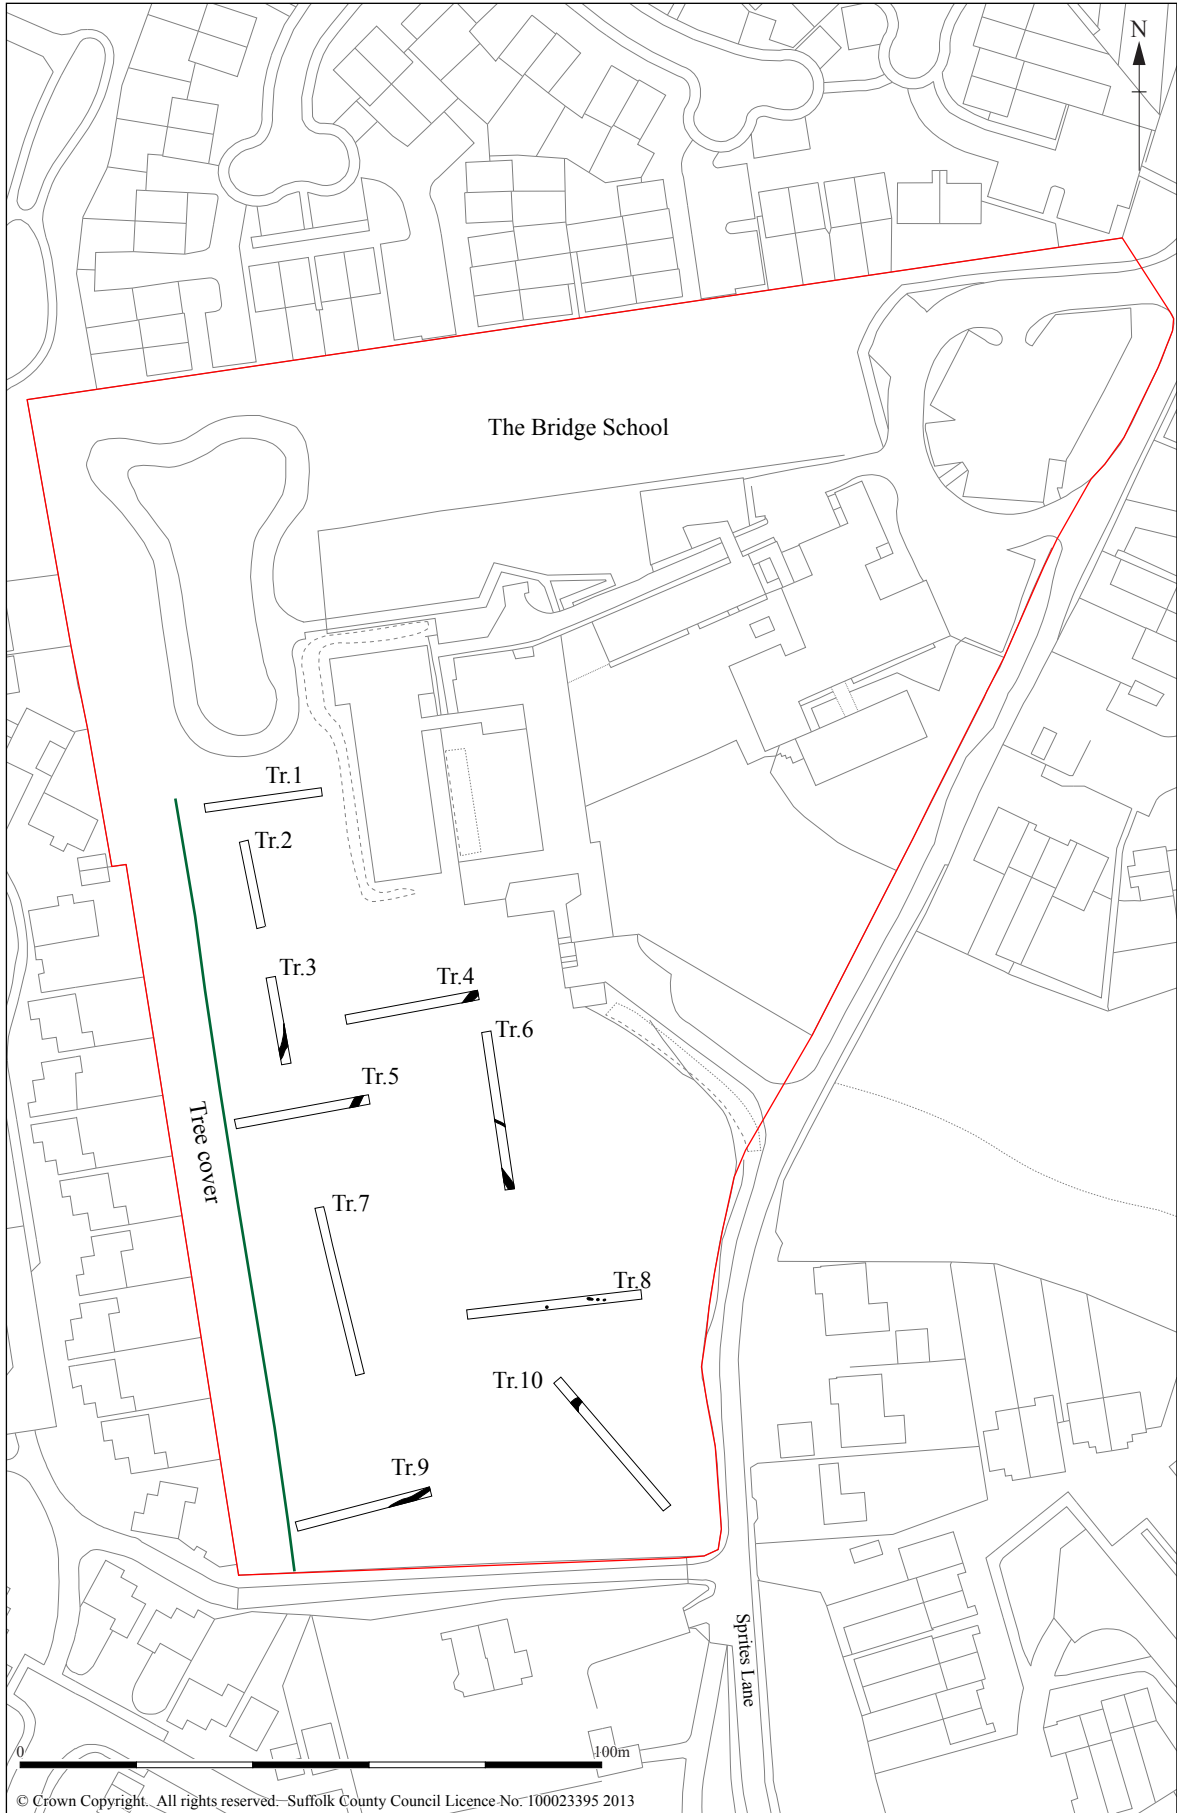 N
The Bridge School
Tr.1
Tr.2
Tr.3
Tr.4
Tr.6
Tr.5
Tree cover
Tr.7
Tr.8
Tr.10
Tr.9
Sprites Lane
0 100m
© Crown Copyright. All rights reserved. Suffolk County Council Licence No. 100023395 2013